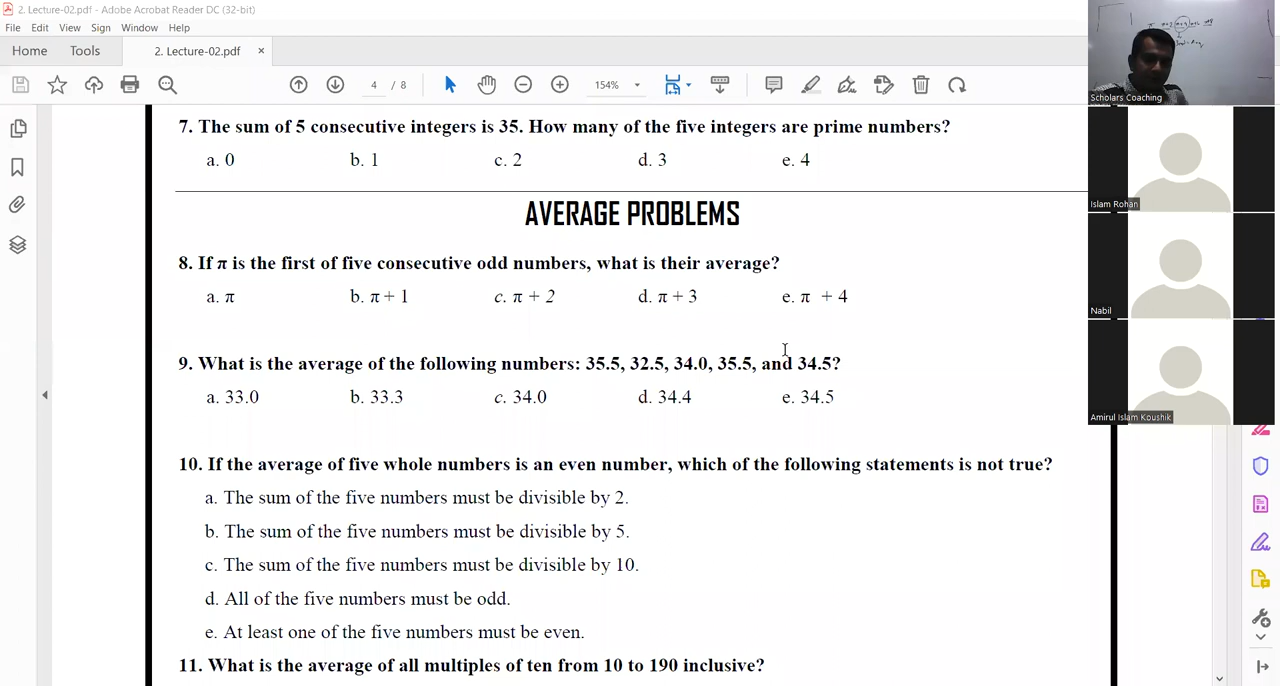 2. Lecture-02.pdf - Adobe Acrobat Reader DC (32-bit)
File Edit View Sign Window Help
Home Tools 2. Lecture-02.pdf ×
4 / 8 154%
7. The sum of 5 consecutive integers is 35. How many of the five integers are prime numbers?
a. 0 b. 1 c. 2 d. 3 e. 4
AVERAGE PROBLEMS
8. If π is the first of five consecutive odd numbers, what is their average?
a. π b. π + 1 c. π + 2 d. π + 3 e. π + 4
9. What is the average of the following numbers: 35.5, 32.5, 34.0, 35.5, and 34.5?
a. 33.0 b. 33.3 c. 34.0 d. 34.4 e. 34.5
10. If the average of five whole numbers is an even number, which of the following statements is not true?
a. The sum of the five numbers must be divisible by 2.
b. The sum of the five numbers must be divisible by 5.
c. The sum of the five numbers must be divisible by 10.
d. All of the five numbers must be odd.
e. At least one of the five numbers must be even.
11. What is the average of all multiples of ten from 10 to 190 inclusive?
Scholars Coaching
Islam Rohan
Nabil
Amirul Islam Koushik